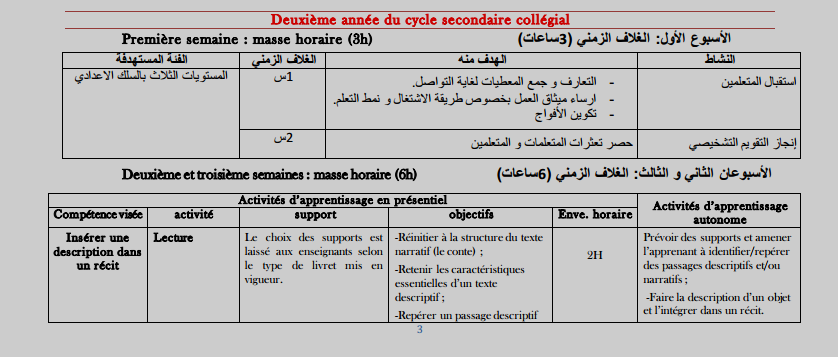 Deuxième année du cycle secondaire collégial
الأسبوع الأول: الغلاف الزمني (3ساعات) Première semaine : masse horaire (3h)
النشاط الهدف منه الغلاف الزمني الفئة المستهدفة
استقبال المتعلمين
- التعارف و جمع المعطيات لغاية التواصل.
- ارساء ميثاق العمل بخصوص طريقة الاشتغال و نمط التعلم.
- تكوين الأفواج
1س
المستويات الثلاث بالسلك الاعدادي
إنجاز التقويم التشخيصي حصر تعثرات المتعلمات و المتعلمين 2س
الأسبوعان الثاني و الثالث: الغلاف الزمني (6ساعات) Deuxième et troisième semaines : masse horaire (6h)
Activités d’apprentissage en présentiel
Activités d’apprentissage
autonome
Compétence visée activité support objectifs Enve. horaire
Insérer une
description dans
un récit
Lecture
Le choix des supports est
laissé aux enseignants selon
le type de livret mis en
vigueur.
-Réinitier à la structure du texte
narratif (le conte) ;
-Retenir les caractéristiques
essentielles d’un texte
descriptif ;
-Repérer un passage descriptif
2H
Prévoir des supports et amener
l’apprenant à identifier/repérer
des passages descriptifs et/ou
narratifs ;
-Faire la description d’un objet
et l’intégrer dans un récit.
3